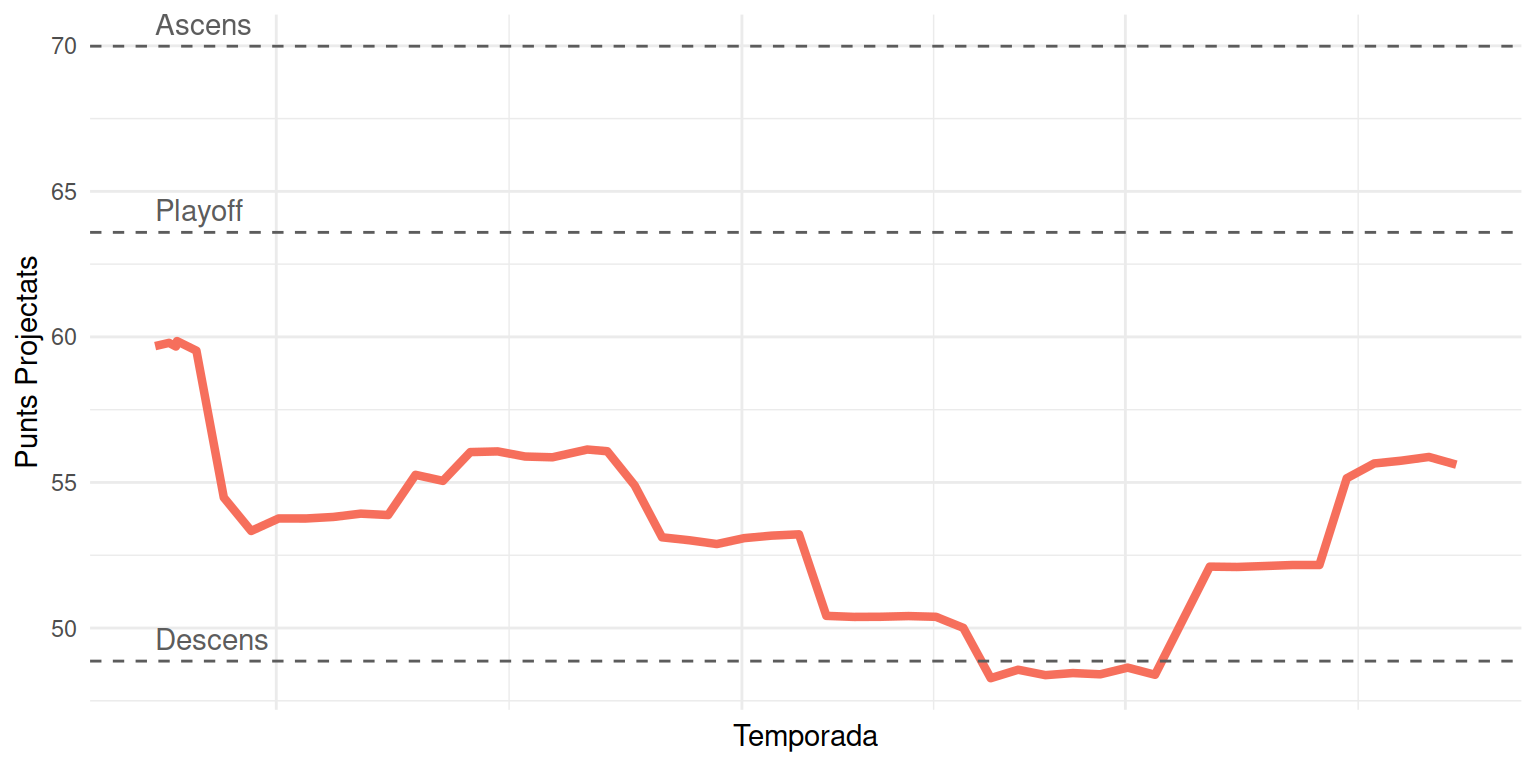 Ascens
70
65
Playoff
Punts Projectats
60
55
50
Descens
Temporada